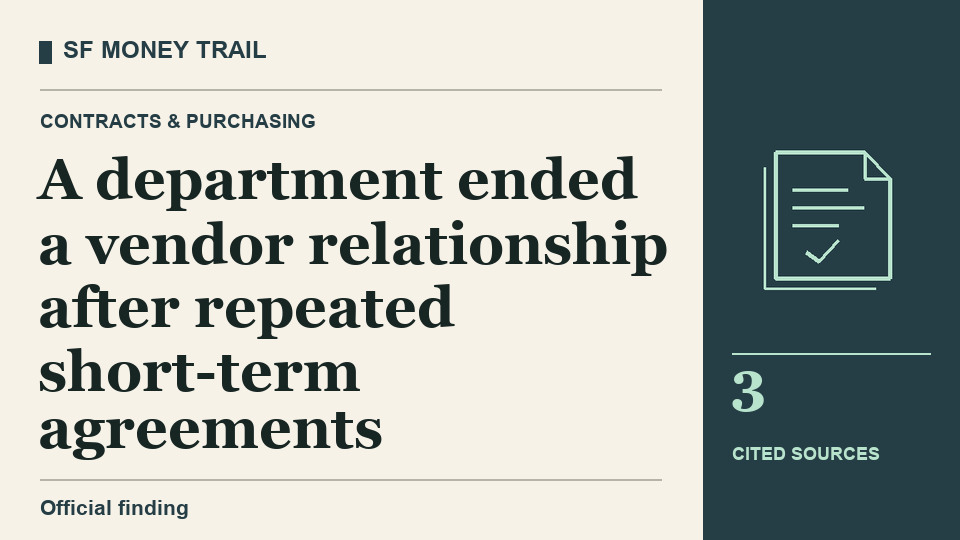 SF MONEY TRAIL
CONTRACTS & PURCHASING
A department ended
a vendor relationship
after repeated
short-term
agreements
Official finding
3
CITED SOURCES